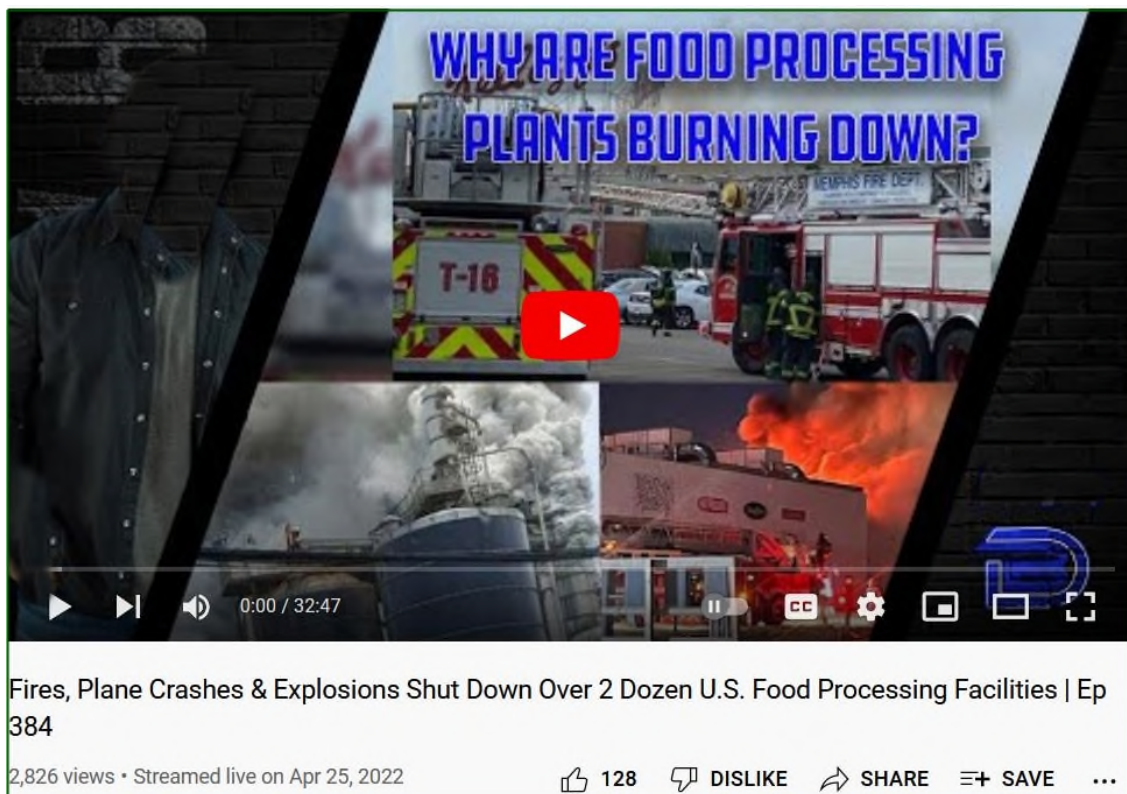 WHY ARE FOOD PROCESSING
PLANTS BURNING DOWN?
MEMPHIS FIRE DEPT.
T-16
0:00 / 32:47
CC
Fires, Plane Crashes & Explosions Shut Down Over 2 Dozen U.S. Food Processing Facilities | Ep
384
2,826 views • Streamed live on Apr 25, 2022
128 DISLIKE SHARE SAVE ...